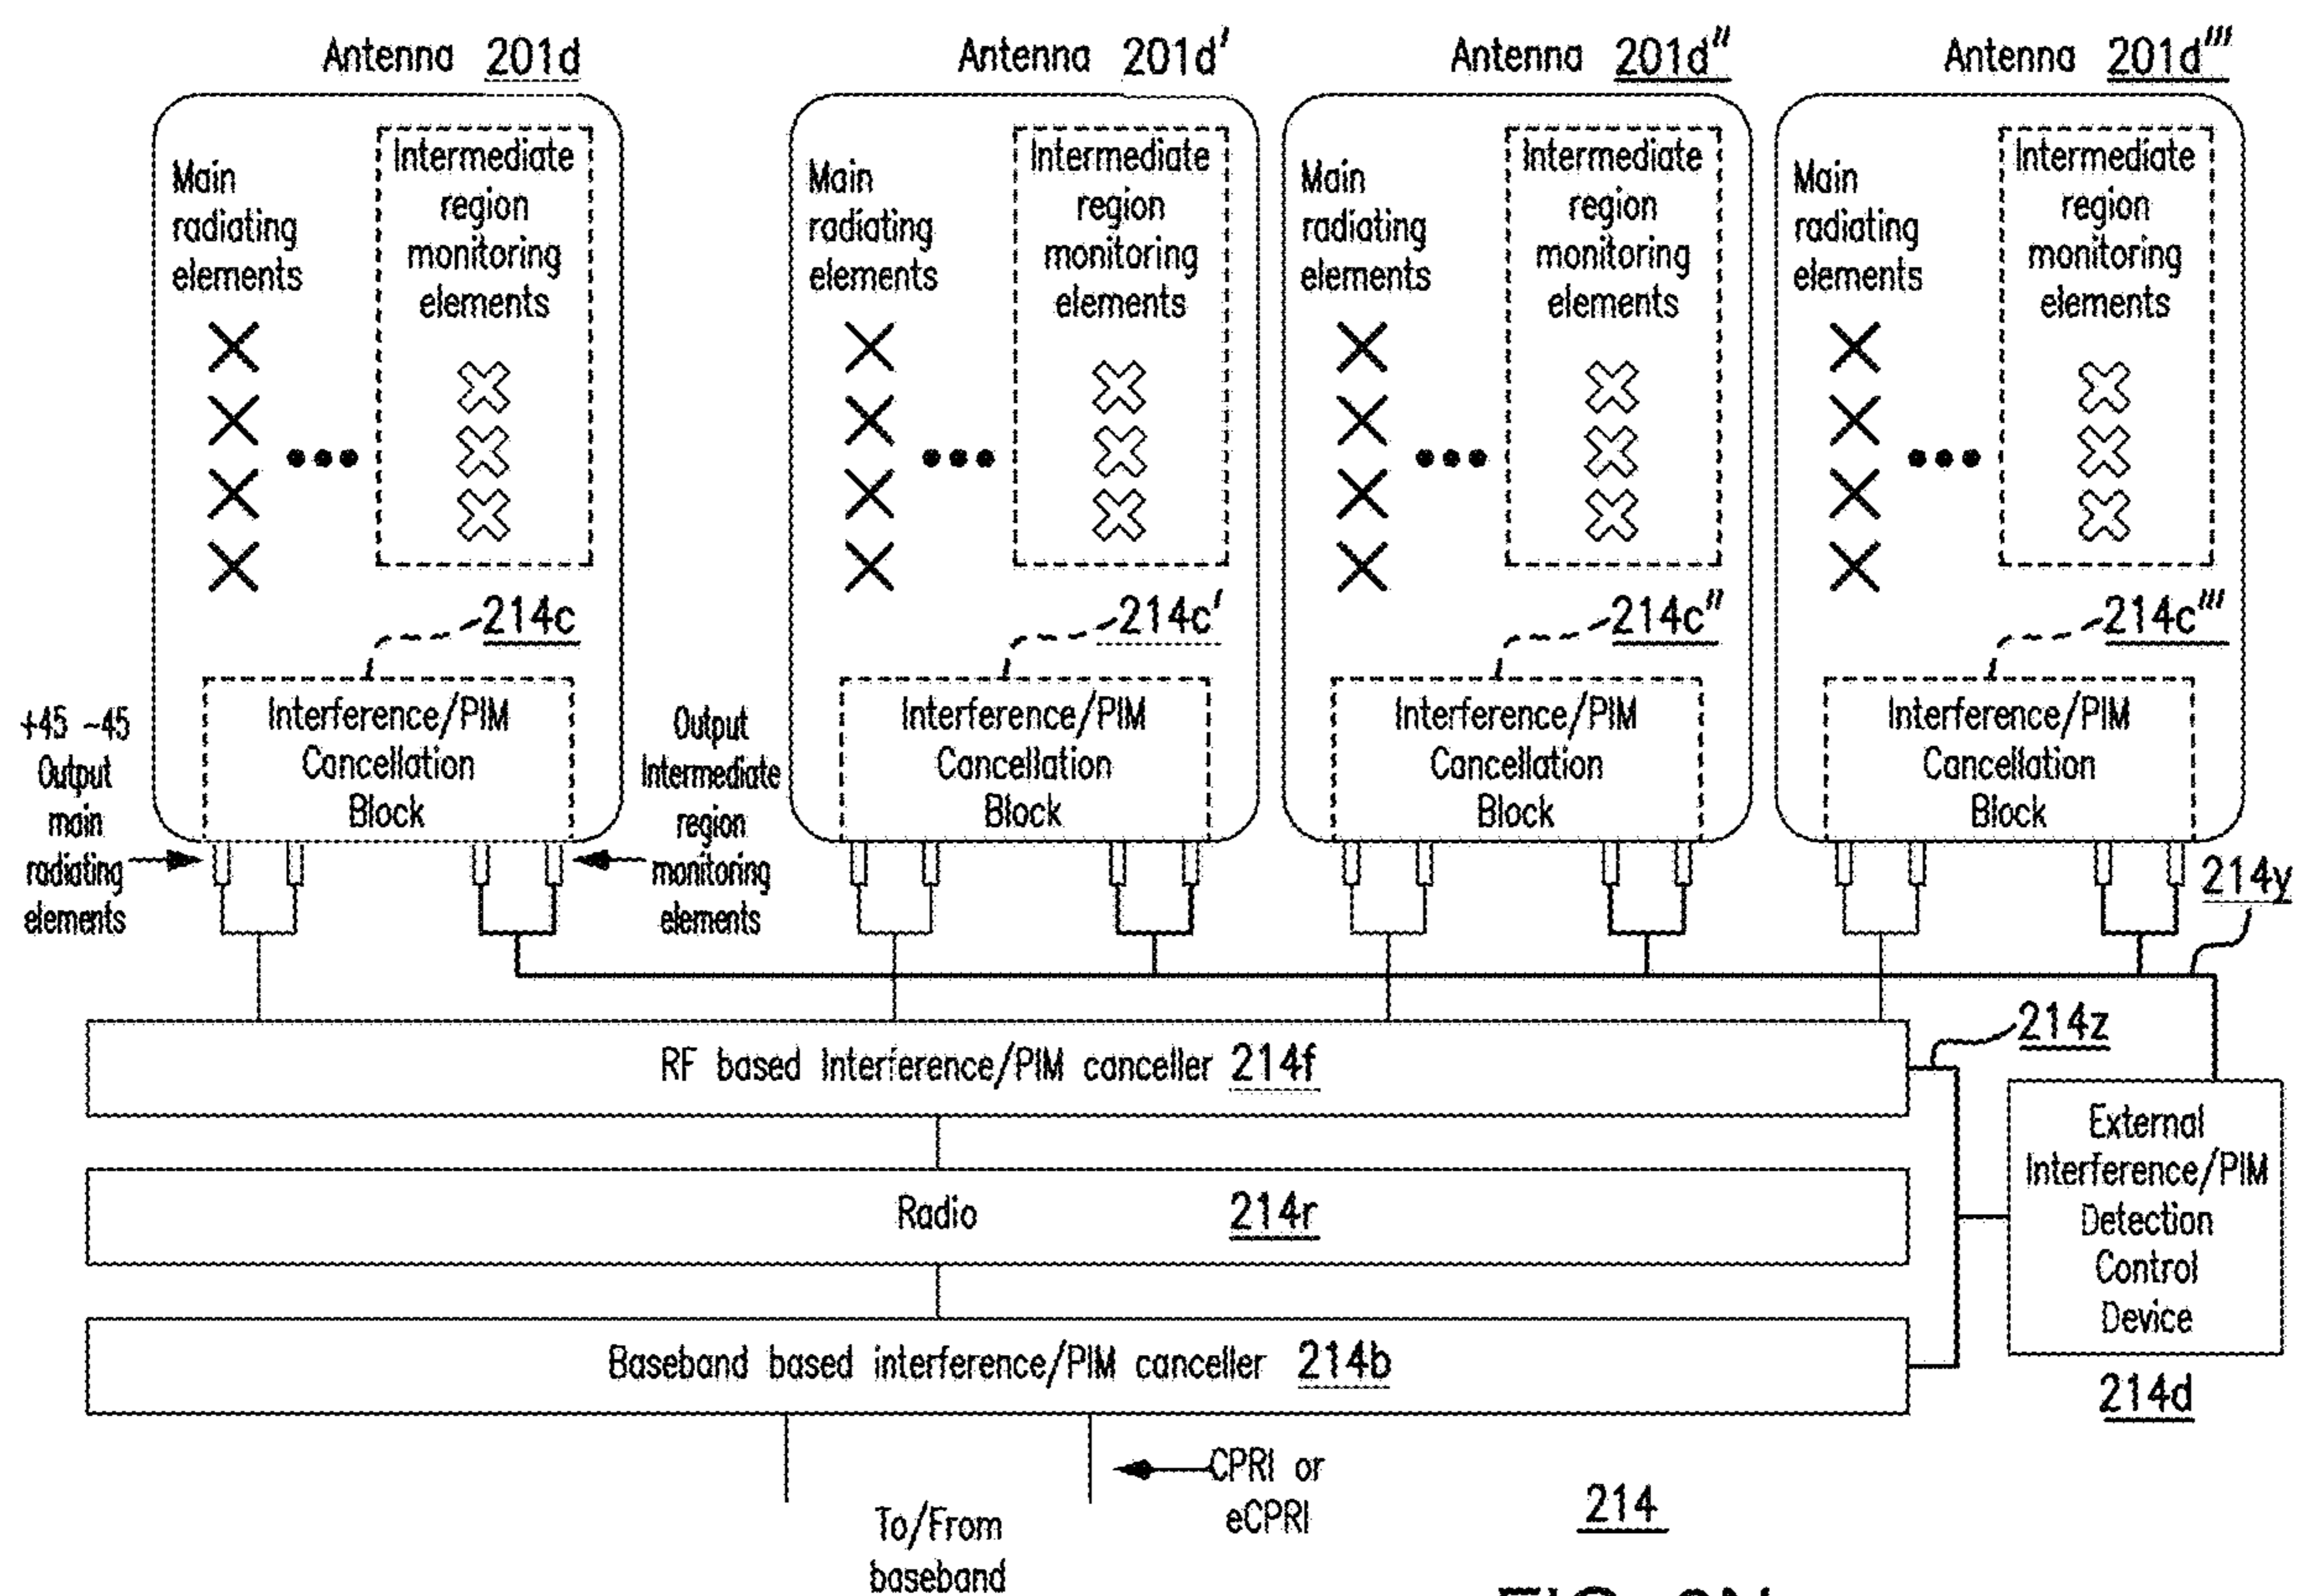 Antenna 201d
Antenna 201d'
Antenna 201d"
Antenna 201d'"
Main
radiating
elements
Intermediate
region
monitoring
elements
Main
radiating
elements
Intermediate
region
monitoring
elements
Main
radiating
elements
Intermediate
region
monitoring
elements
Main
radiating
elements
Intermediate
region
monitoring
elements
214c
214c'
214c"
214c'"
+45 ~45
Output
main
radiating
elements
Interference/PIM
Cancellation
Block
Output
Intermediate
region
monitoring
elements
Interference/PIM
Cancellation
Block
Interference/PIM
Cancellation
Block
Interference/PIM
Cancellation
Block
214y
214z
RF based Interference/PIM canceller 214f
Radio 214r
Baseband based interference/PIM canceller 214b
External
Interference/PIM
Detection
Control
Device
214d
CPRI or
eCPRI
To/From
baseband
214